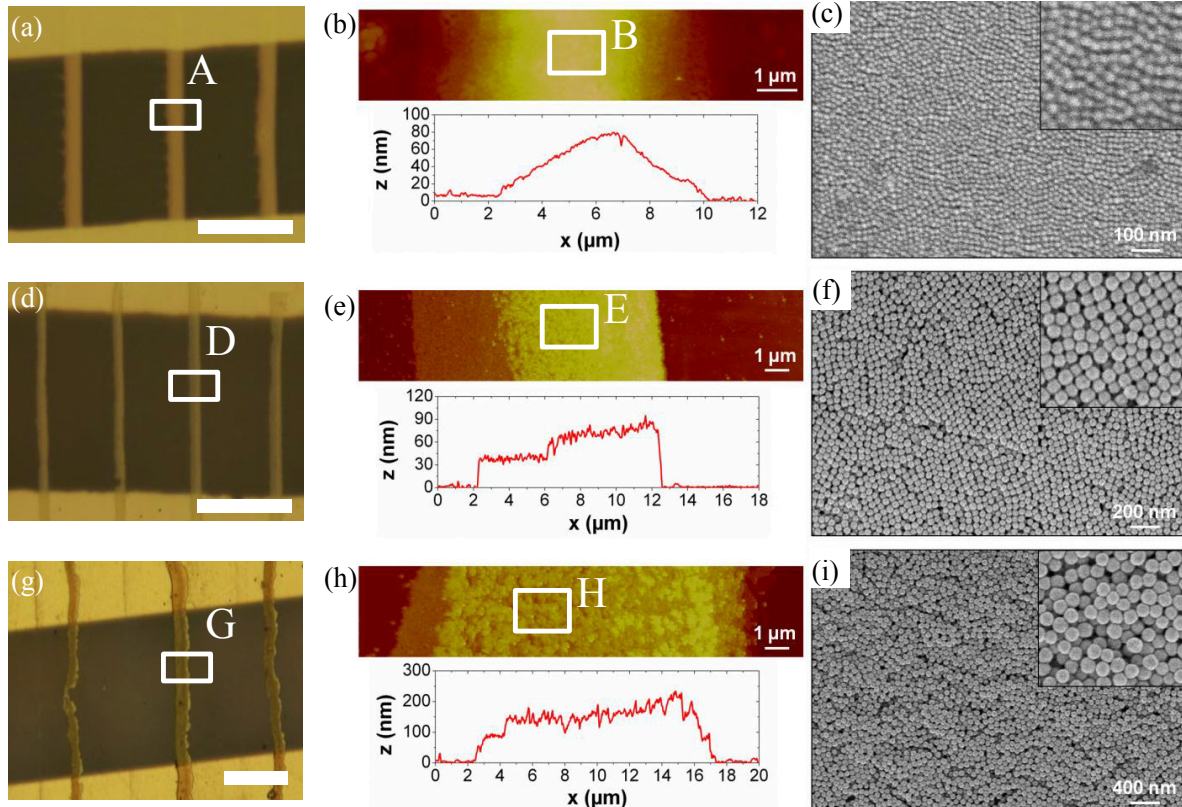 (a)
A
(b)
B
1 μm
100
80
60
40
20
0
z (nm)
0 2 4 6 8 10 12
x (μm)
(c)
100 nm
(d)
D
(e)
E
1 μm
120
90
60
30
0
z (nm)
0 2 4 6 8 10 12 14 16 18
x (μm)
(f)
200 nm
(g)
G
(h)
H
1 μm
300
200
100
0
z (nm)
0 2 4 6 8 10 12 14 16 18 20
x (μm)
(i)
400 nm